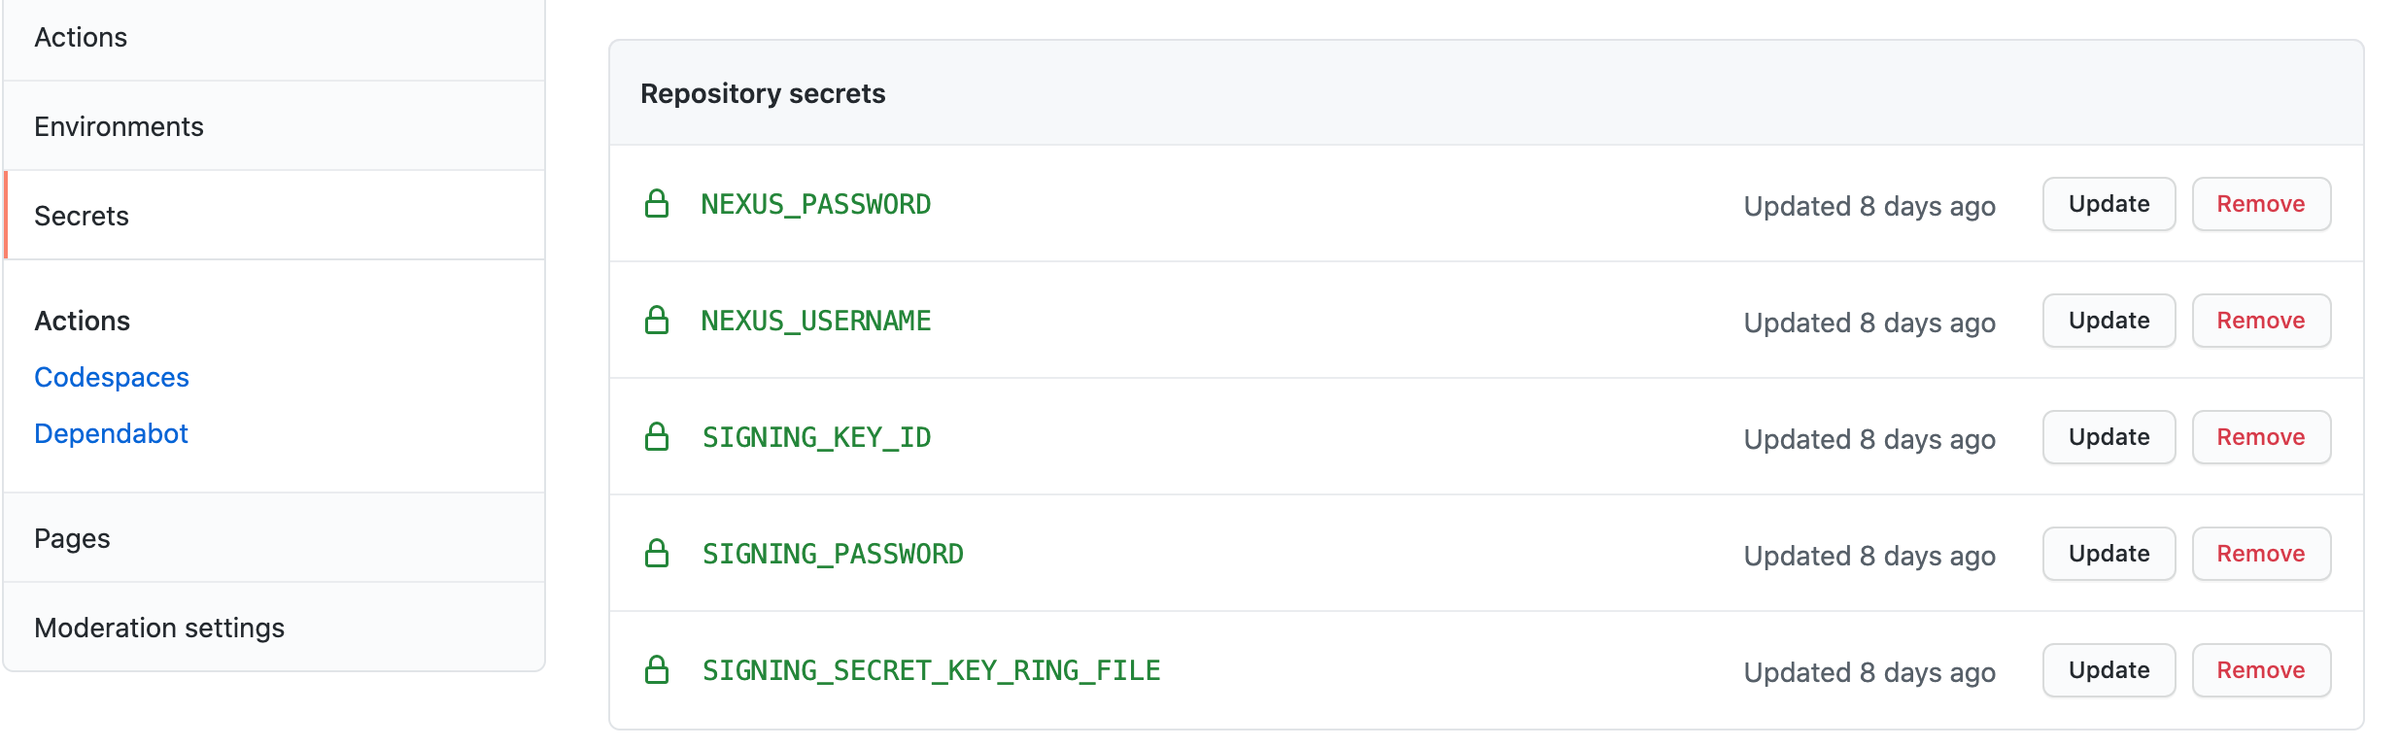 Actions
Environments
Secrets
Actions
Codespaces
Dependabot
Pages
Moderation settings
Repository secrets
NEXUS_PASSWORD Updated 8 days ago Update Remove
NEXUS_USERNAME Updated 8 days ago Update Remove
SIGNING_KEY_ID Updated 8 days ago Update Remove
SIGNING_PASSWORD Updated 8 days ago Update Remove
SIGNING_SECRET_KEY_RING_FILE Updated 8 days ago Update Remove